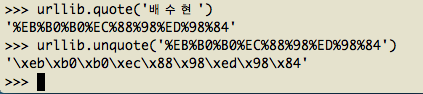 >>> urllib.quote('배수현')
'%EB%B0%B0%EC%88%98%ED%98%84'
>>> urllib.unquote('%EB%B0%B0%EC%88%98%ED%98%84')
'\xeb\xb0\xb0\xec\x88\x98\xed\x98\x84'
>>>